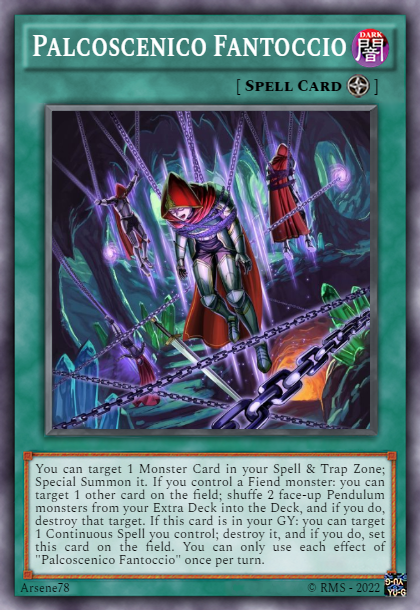 PALCOSCENICO FANTOCCIO
DARK
闇
[ SPELL CARD ]
You can target 1 Monster Card in your Spell & Trap Zone;
Special Summon it. If you control a Fiend monster: you can
target 1 other card on the field; shuffe 2 face-up Pendulum
monsters from your Extra Deck into the Deck, and if you do,
destroy that target. If this card is in your GY: you can target
1 Continuous Spell you control; destroy it, and if you do, set
this card on the field. You can only use each effect of
"Palcoscenico Fantoccio" once per turn.
Arsene78
© RMS - 2022
D-NA
YU-G